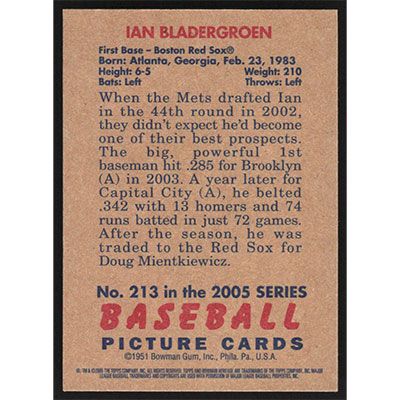 IAN BLADERGROEN
First Base – Boston Red Sox®
Born: Atlanta, Georgia, Feb. 23, 1983
Height: 6-5 Weight: 210
Bats: Left Throws: Left
When the Mets drafted Ian
in the 44th round in 2002,
they didn't expect he'd become
one of their best prospects.
The big, powerful 1st
baseman hit .285 for Brooklyn
(A) in 2003. A year later for
Capital City (A), he belted
.342 with 13 homers and 74
runs batted in just 72 games.
After the season, he was
traded to the Red Sox for
Doug Mientkiewicz.
No. 213 in the 2005 SERIES
BASEBALL
PICTURE CARDS
©1951 Bowman Gum, Inc., Phila. Pa., U.S.A.